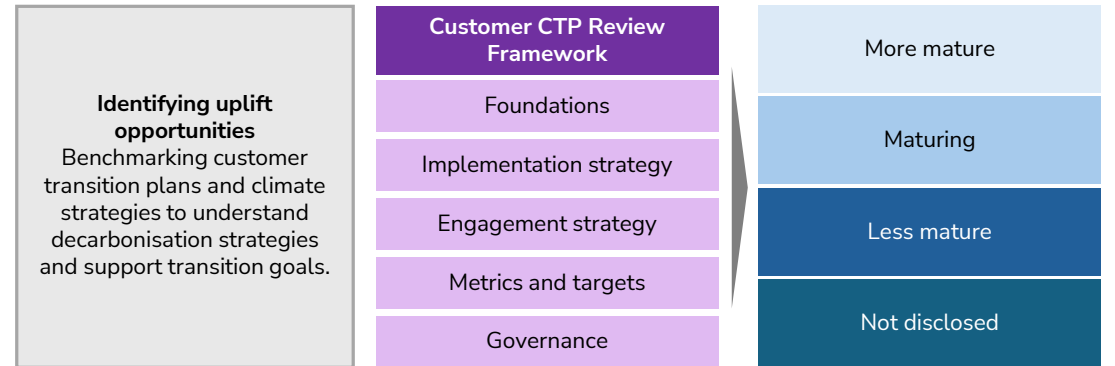 Identifying uplift
opportunities
Benchmarking customer
transition plans and climate
strategies to understand
decarbonisation strategies
and support transition goals.
Customer CTP Review
Framework
Foundations
Implementation strategy
Engagement strategy
Metrics and targets
Governance
More mature
Maturing
Less mature
Not disclosed